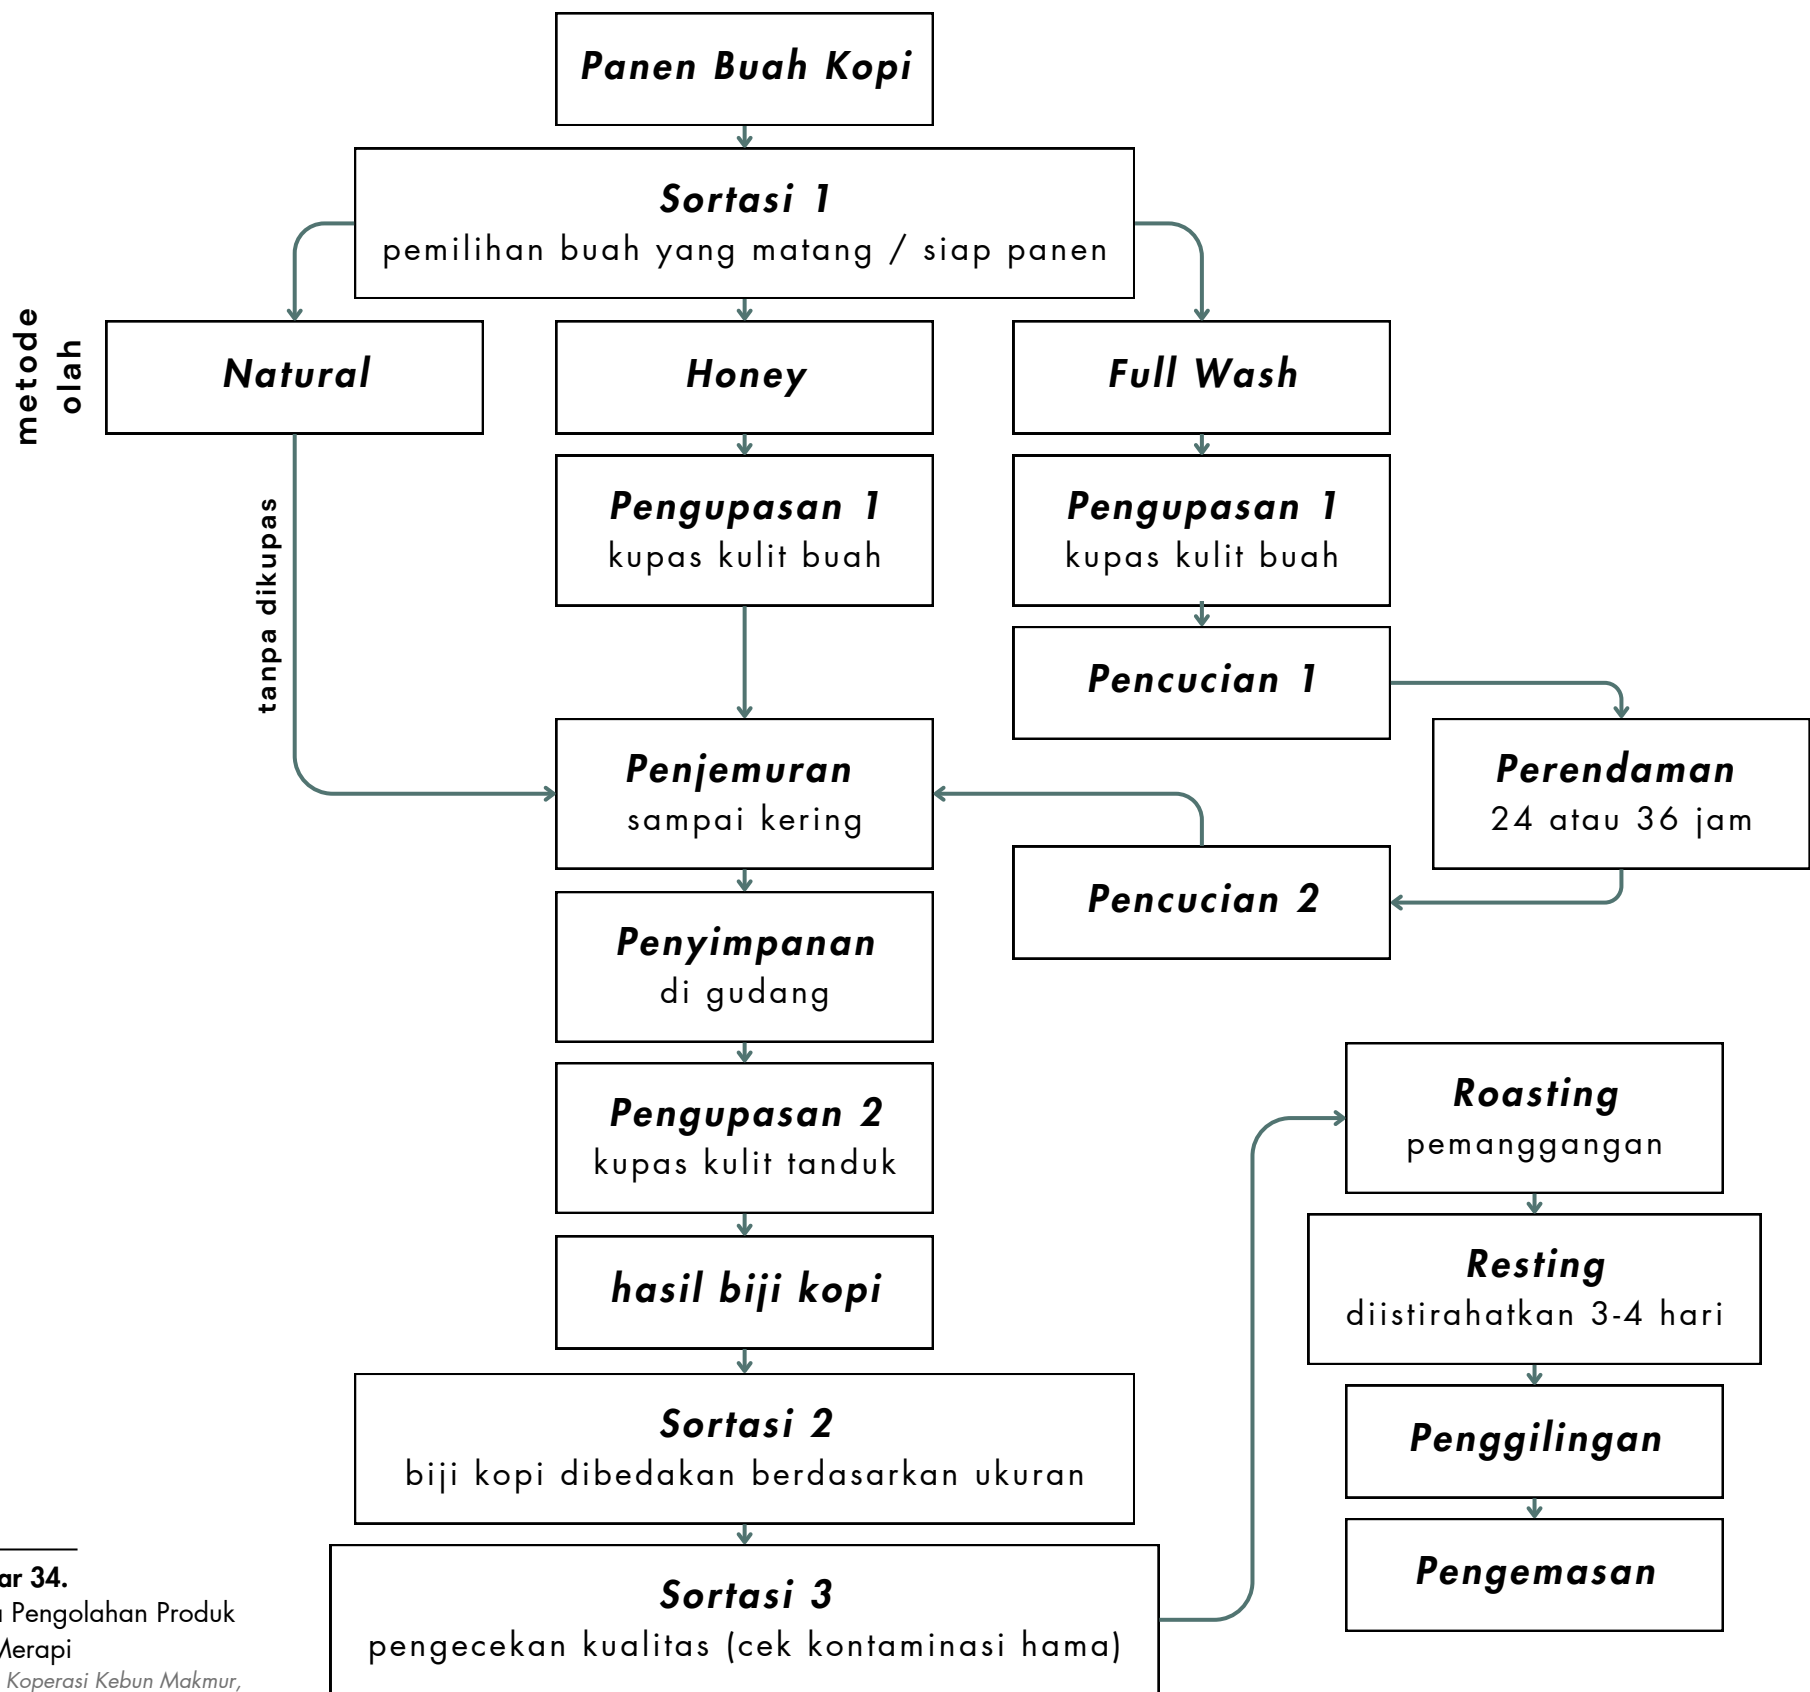 Panen Buah Kopi
Sortasi 1
pemilihan buah yang matang / siap panen
metode
olah
Natural
Honey
Full Wash
tanpa dikupas
Pengupasan 1
kupas kulit buah
Pengupasan 1
kupas kulit buah
Pencucian 1
Perendaman
24 atau 36 jam
Pencucian 2
Penjemuran
sampai kering
Penyimpanan
di gudang
Pengupasan 2
kupas kulit tanduk
hasil biji kopi
Sortasi 2
biji kopi dibedakan berdasarkan ukuran
Sortasi 3
pengecekan kualitas (cek kontaminasi hama)
Roasting
pemanggangan
Resting
diistirahatkan 3-4 hari
Penggilingan
Pengemasan
ar 34.
Pengolahan Produk
Merapi
Koperasi Kebun Makmur,